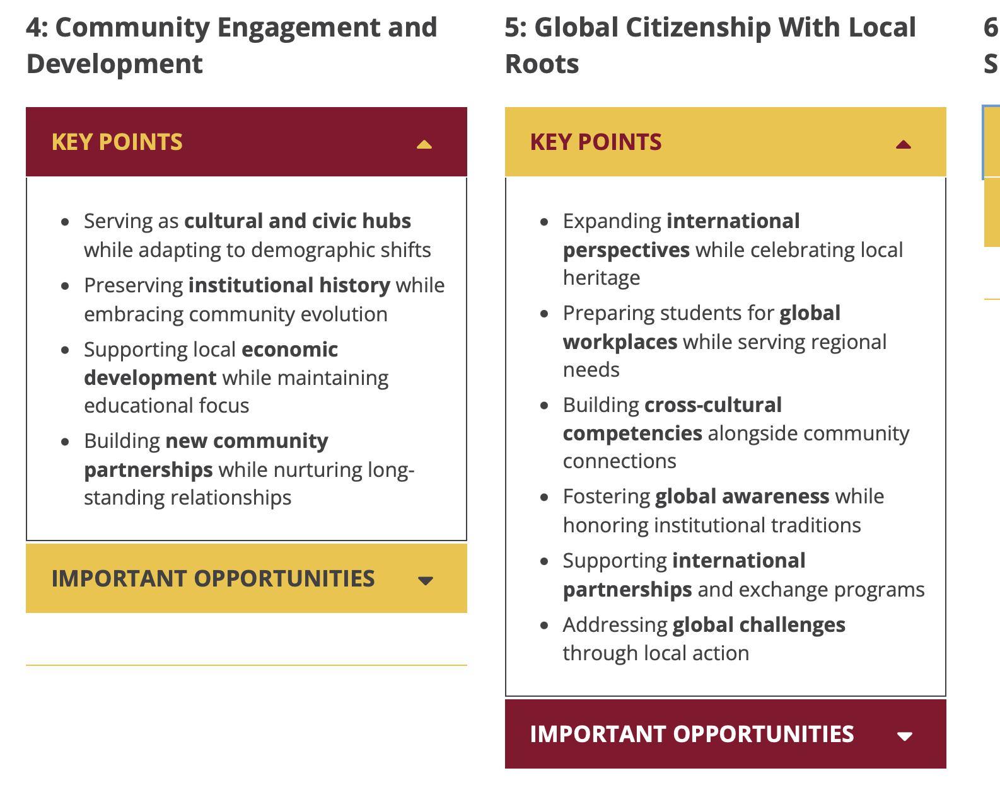 4: Community Engagement and
Development
KEY POINTS
Serving as cultural and civic hubs
while adapting to demographic shifts
Preserving institutional history while
embracing community evolution
Supporting local economic
development while maintaining
educational focus
Building new community
partnerships while nurturing long-
standing relationships
IMPORTANT OPPORTUNITIES
5: Global Citizenship With Local
Roots
KEY POINTS
Expanding international
perspectives while celebrating local
heritage
Preparing students for global
workplaces while serving regional
needs
Building cross-cultural
competencies alongside community
connections
Fostering global awareness while
honoring institutional traditions
Supporting international
partnerships and exchange programs
Addressing global challenges
through local action
IMPORTANT OPPORTUNITIES
6
S